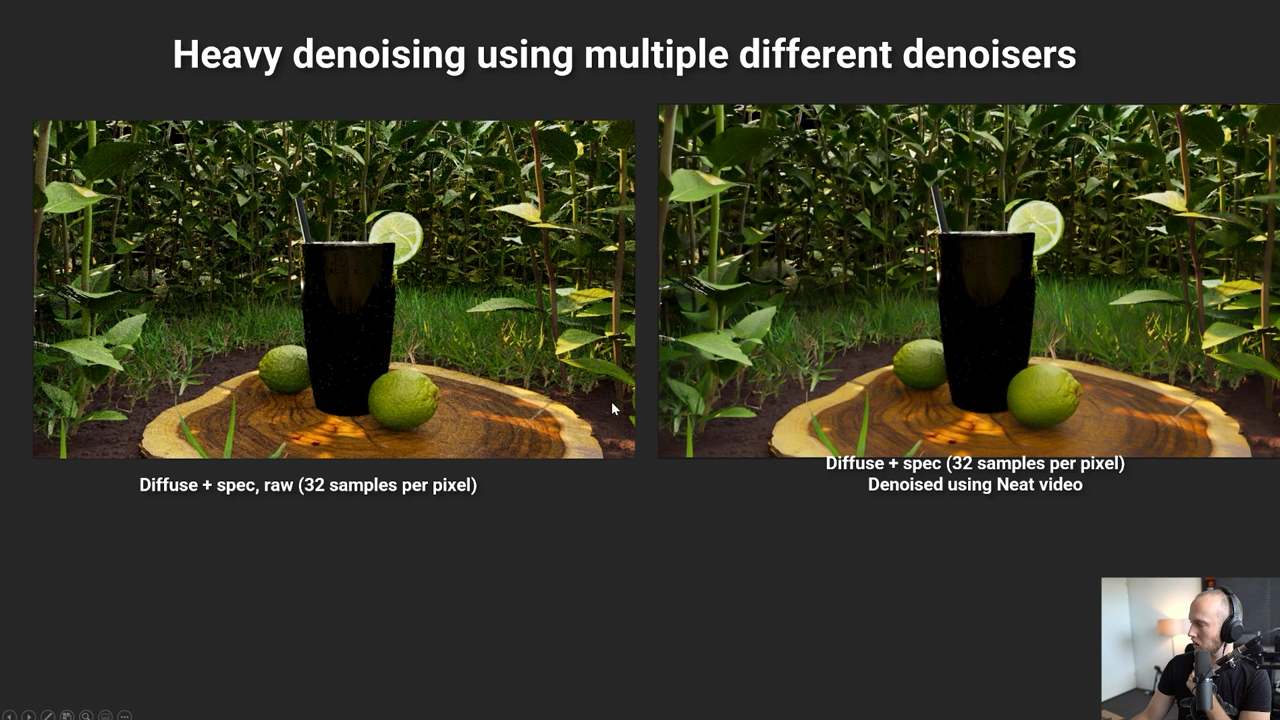 Heavy denoising using multiple different denoisers
Diffuse + spec, raw (32 samples per pixel)
Diffuse + spec (32 samples per pixel)
Denoised using Neat video